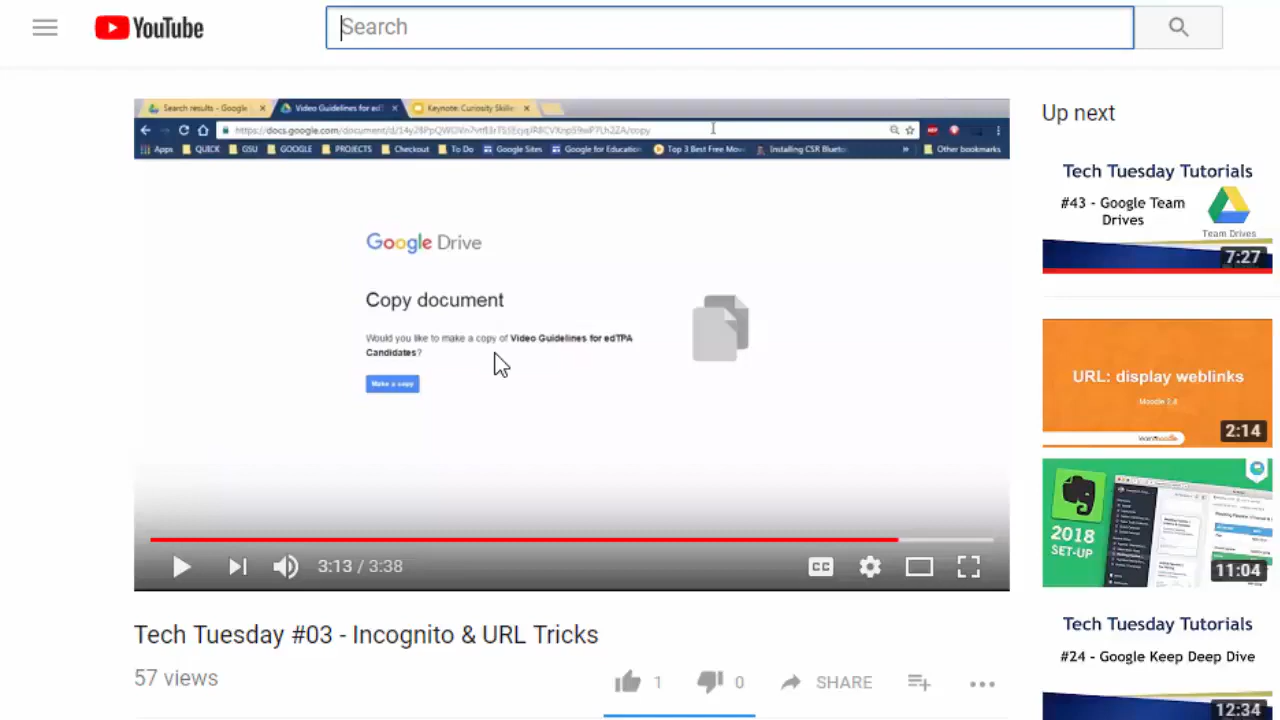 YouTube
Search
Search results - Google
Video Guidelines for edT
Keynote: Curiosity Skille
Apps QUICK GSU GOOGLE PROJECTS Checkout To Do Google Sites Google for Education Top 3 Best Free Mov Installing CSR Bluet » Other bookmarks
Google Drive
Copy document
Would you like to make a copy of Video Guidelines for edTPA
Candidates?
Make a copy
3:13 / 3:38
CC
Tech Tuesday #03 - Incognito & URL Tricks
57 views
1
0
SHARE
Up next
Tech Tuesday Tutorials
#43 - Google Team
Drives
Team Drives
7:27
URL: display weblinks
2:14
2018
SET-UP
11:04
Tech Tuesday Tutorials
#24 - Google Keep Deep Dive
12:34